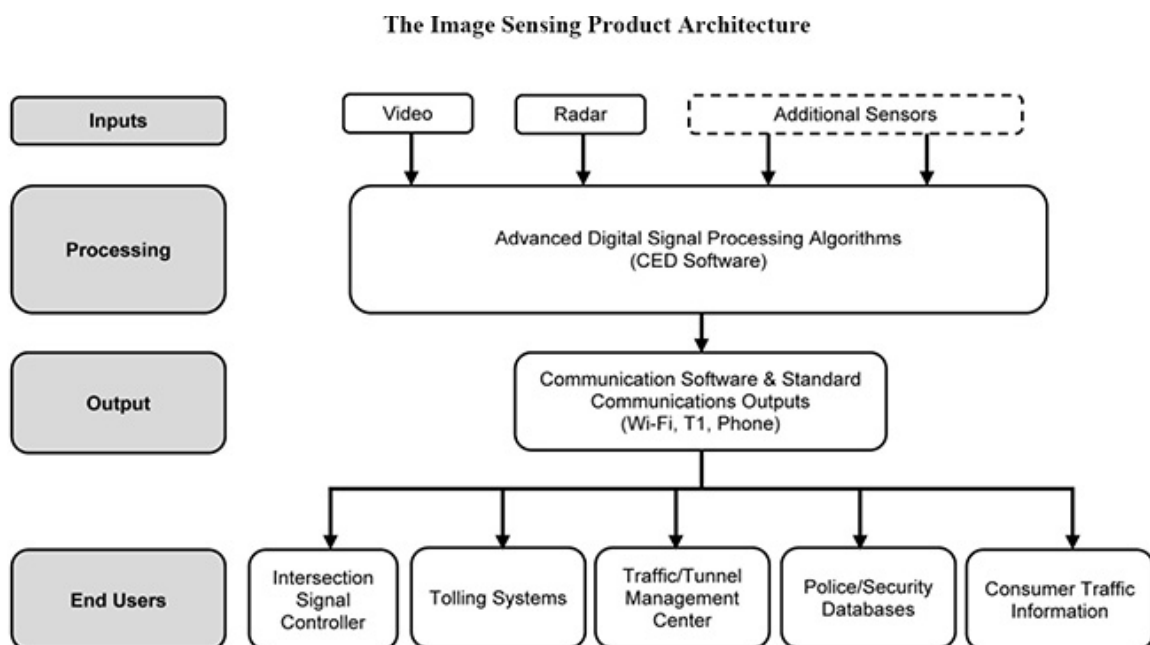 The Image Sensing Product Architecture
Inputs
Video
Radar
Additional Sensors
Processing
Advanced Digital Signal Processing Algorithms
(CED Software)
Output
Communication Software & Standard
Communications Outputs
(Wi-Fi, T1, Phone)
End Users
Intersection
Signal
Controller
Tolling Systems
Traffic/Tunnel
Management
Center
Police/Security
Databases
Consumer Traffic
Information